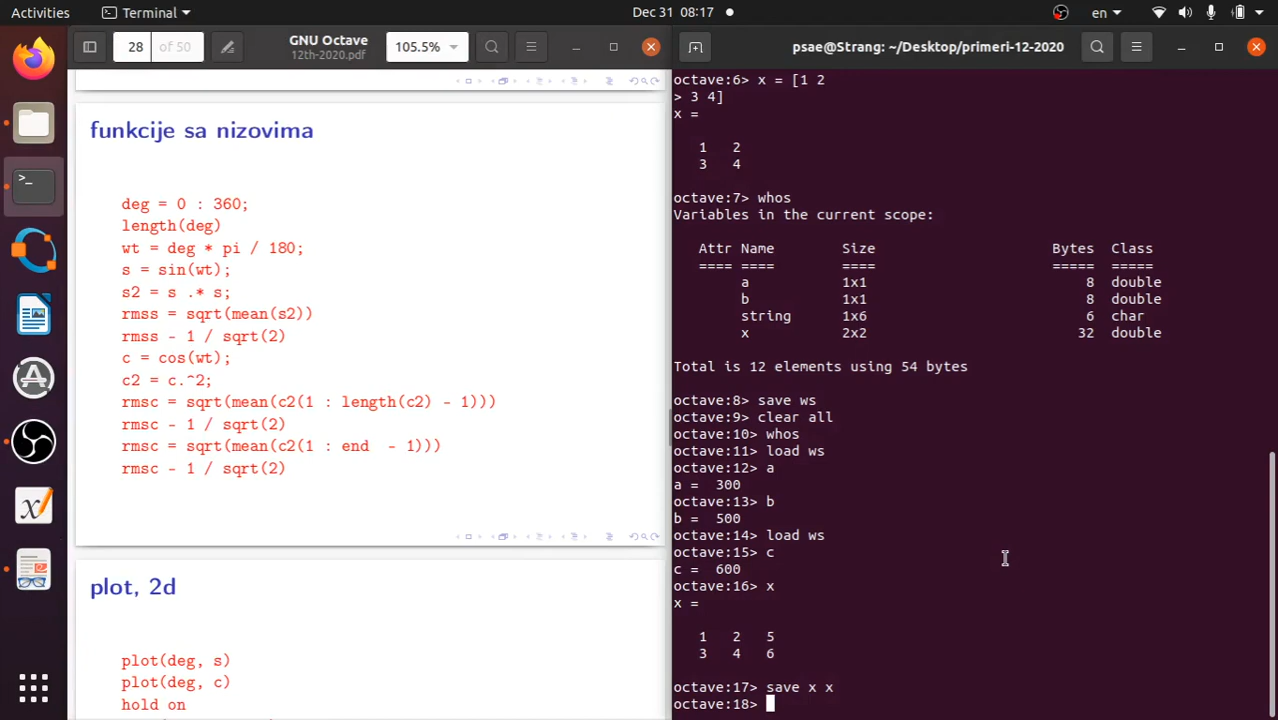 Activities
Terminal
Dec 31 08:17
en
28 of 50
GNU Octave
12th-2020.pdf
105.5%
funkcije sa nizovima
deg = 0 : 360;
length(deg)
wt = deg * pi / 180;
s = sin(wt);
s2 = s .* s;
rmss = sqrt(mean(s2))
rmss - 1 / sqrt(2)
c = cos(wt);
c2 = c.^2;
rmsc = sqrt(mean(c2(1 : length(c2) - 1)))
rmsc - 1 / sqrt(2)
rmsc = sqrt(mean(c2(1 : end  - 1)))
rmsc - 1 / sqrt(2)
plot, 2d
plot(deg, s)
plot(deg, c)
hold on
psae@Strang: ~/Desktop/primeri-12-2020
octave:6> x = [1 2
> 3 4]
x =
1   2
3   4
octave:7> whos
Variables in the current scope:
Attr Name        Size                     Bytes  Class
==== ====        ====                     =====  =====
a           1x1                          8  double
b           1x1                          8  double
string      1x6                          6  char
x           2x2                         32  double
Total is 12 elements using 54 bytes
octave:8> save ws
octave:9> clear all
octave:10> whos
octave:11> load ws
octave:12> a
a =  300
octave:13> b
b =  500
octave:14> load ws
octave:15> c
c =  600
octave:16> x
x =
1   2   5
3   4   6
octave:17> save x x
octave:18>